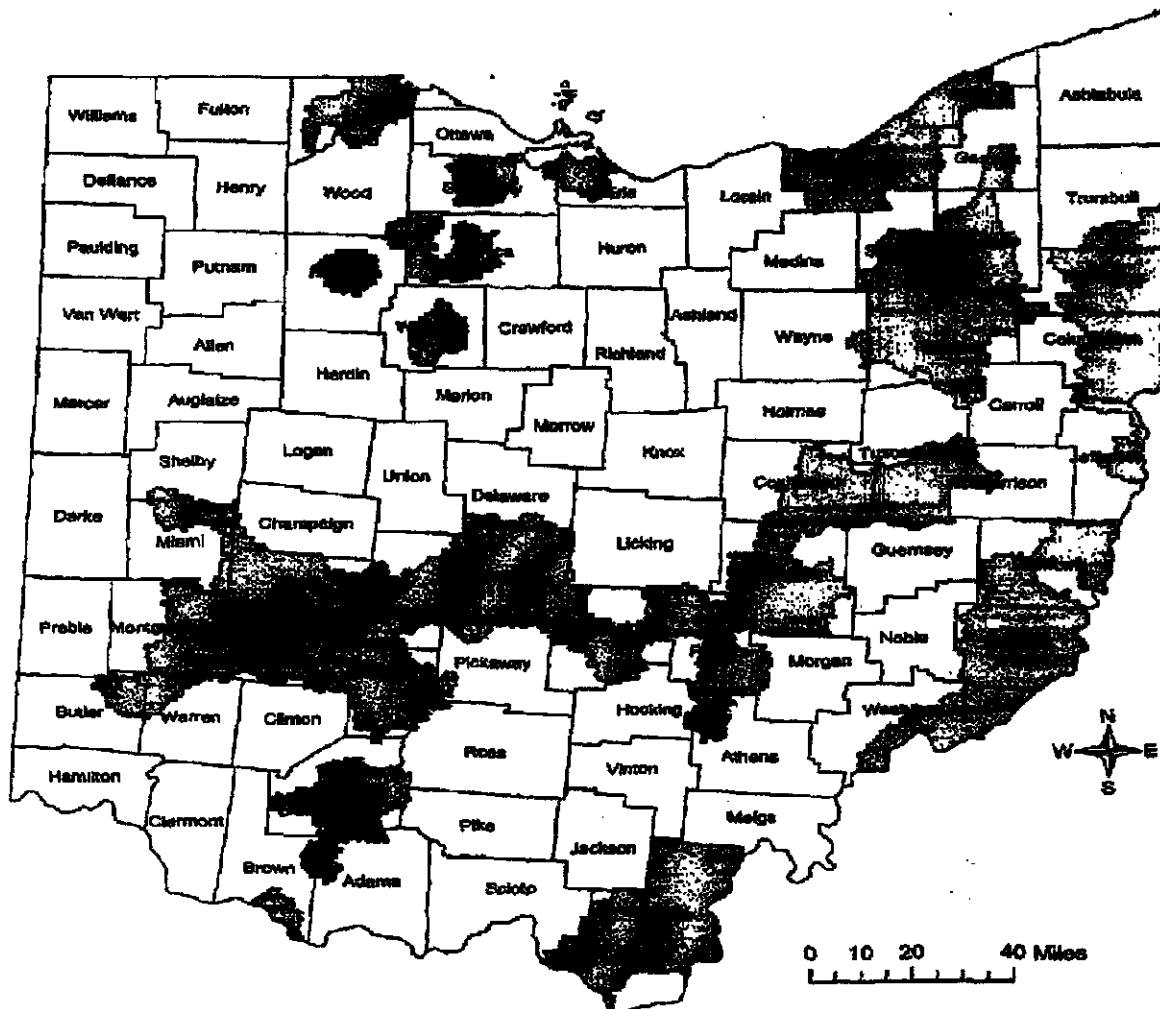 Williams
Fulton
Ashtabula
Ottawa
Defiance
Henry
Wood
Lorain
Trumbull
Paulding
Putnam
Huron
Medina
Van Wert
Allen
Crawford
Ashland
Wayne
Richland
Hardin
Mercer
Auglaize
Marion
Holmes
Carroll
Morrow
Logan
Knox
Shelby
Union
Delaware
Darke
Champaign
Miami
Licking
Guernsey
Preble
Noble
Pickaway
Morgan
Butler
Warren
Clinton
Hocking
Ross
Athens
Hamilton
Vinton
N
W E
S
Clermont
Pike
Meigs
Jackson
Brown
Adams
Scioto
0 10 20 40 Miles